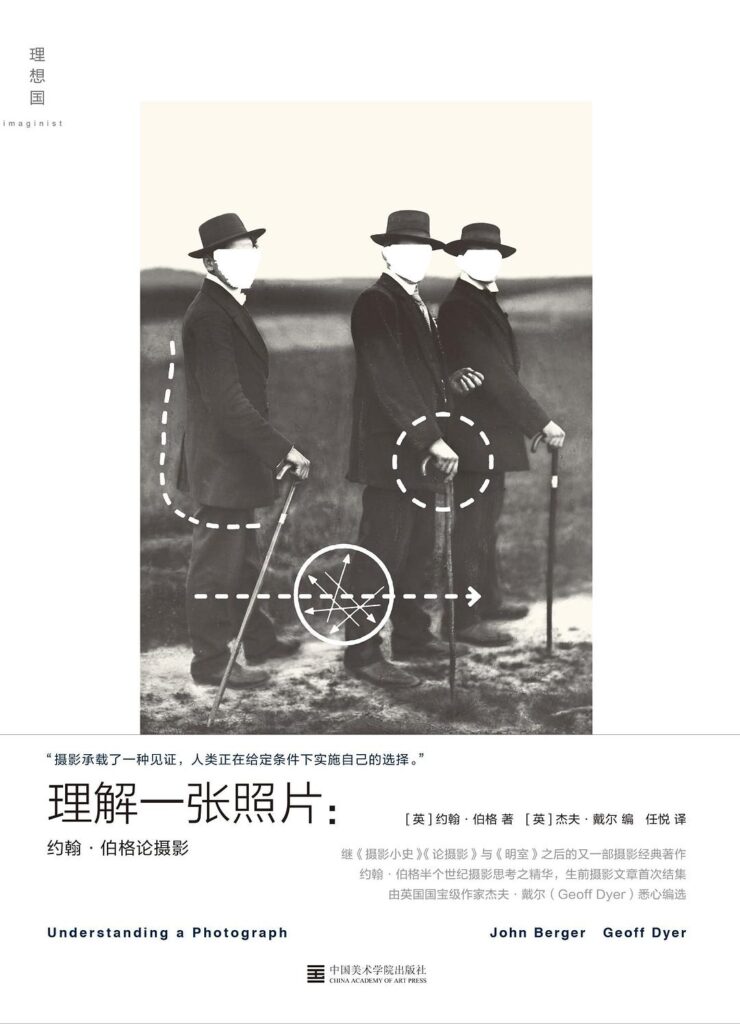 理想国
imaginist
“摄影承载了一种见证，人类正在给定条件下实施自己的选择。”
理解一张照片：
约翰·伯格论摄影
［英］约翰·伯格 著 ［英］杰夫·戴尔 编 任悦 译
继《摄影小史》《论摄影》与《明室》之后的又一部摄影经典著作
约翰·伯格半个世纪摄影思考之精华，生前摄影文章首次结集
由英国国宝级作家杰夫·戴尔（Geoff Dyer）悉心编选
Understanding a Photograph
John Berger Geoff Dyer
中国美术学院出版社
CHINA ACADEMY OF ART PRESS